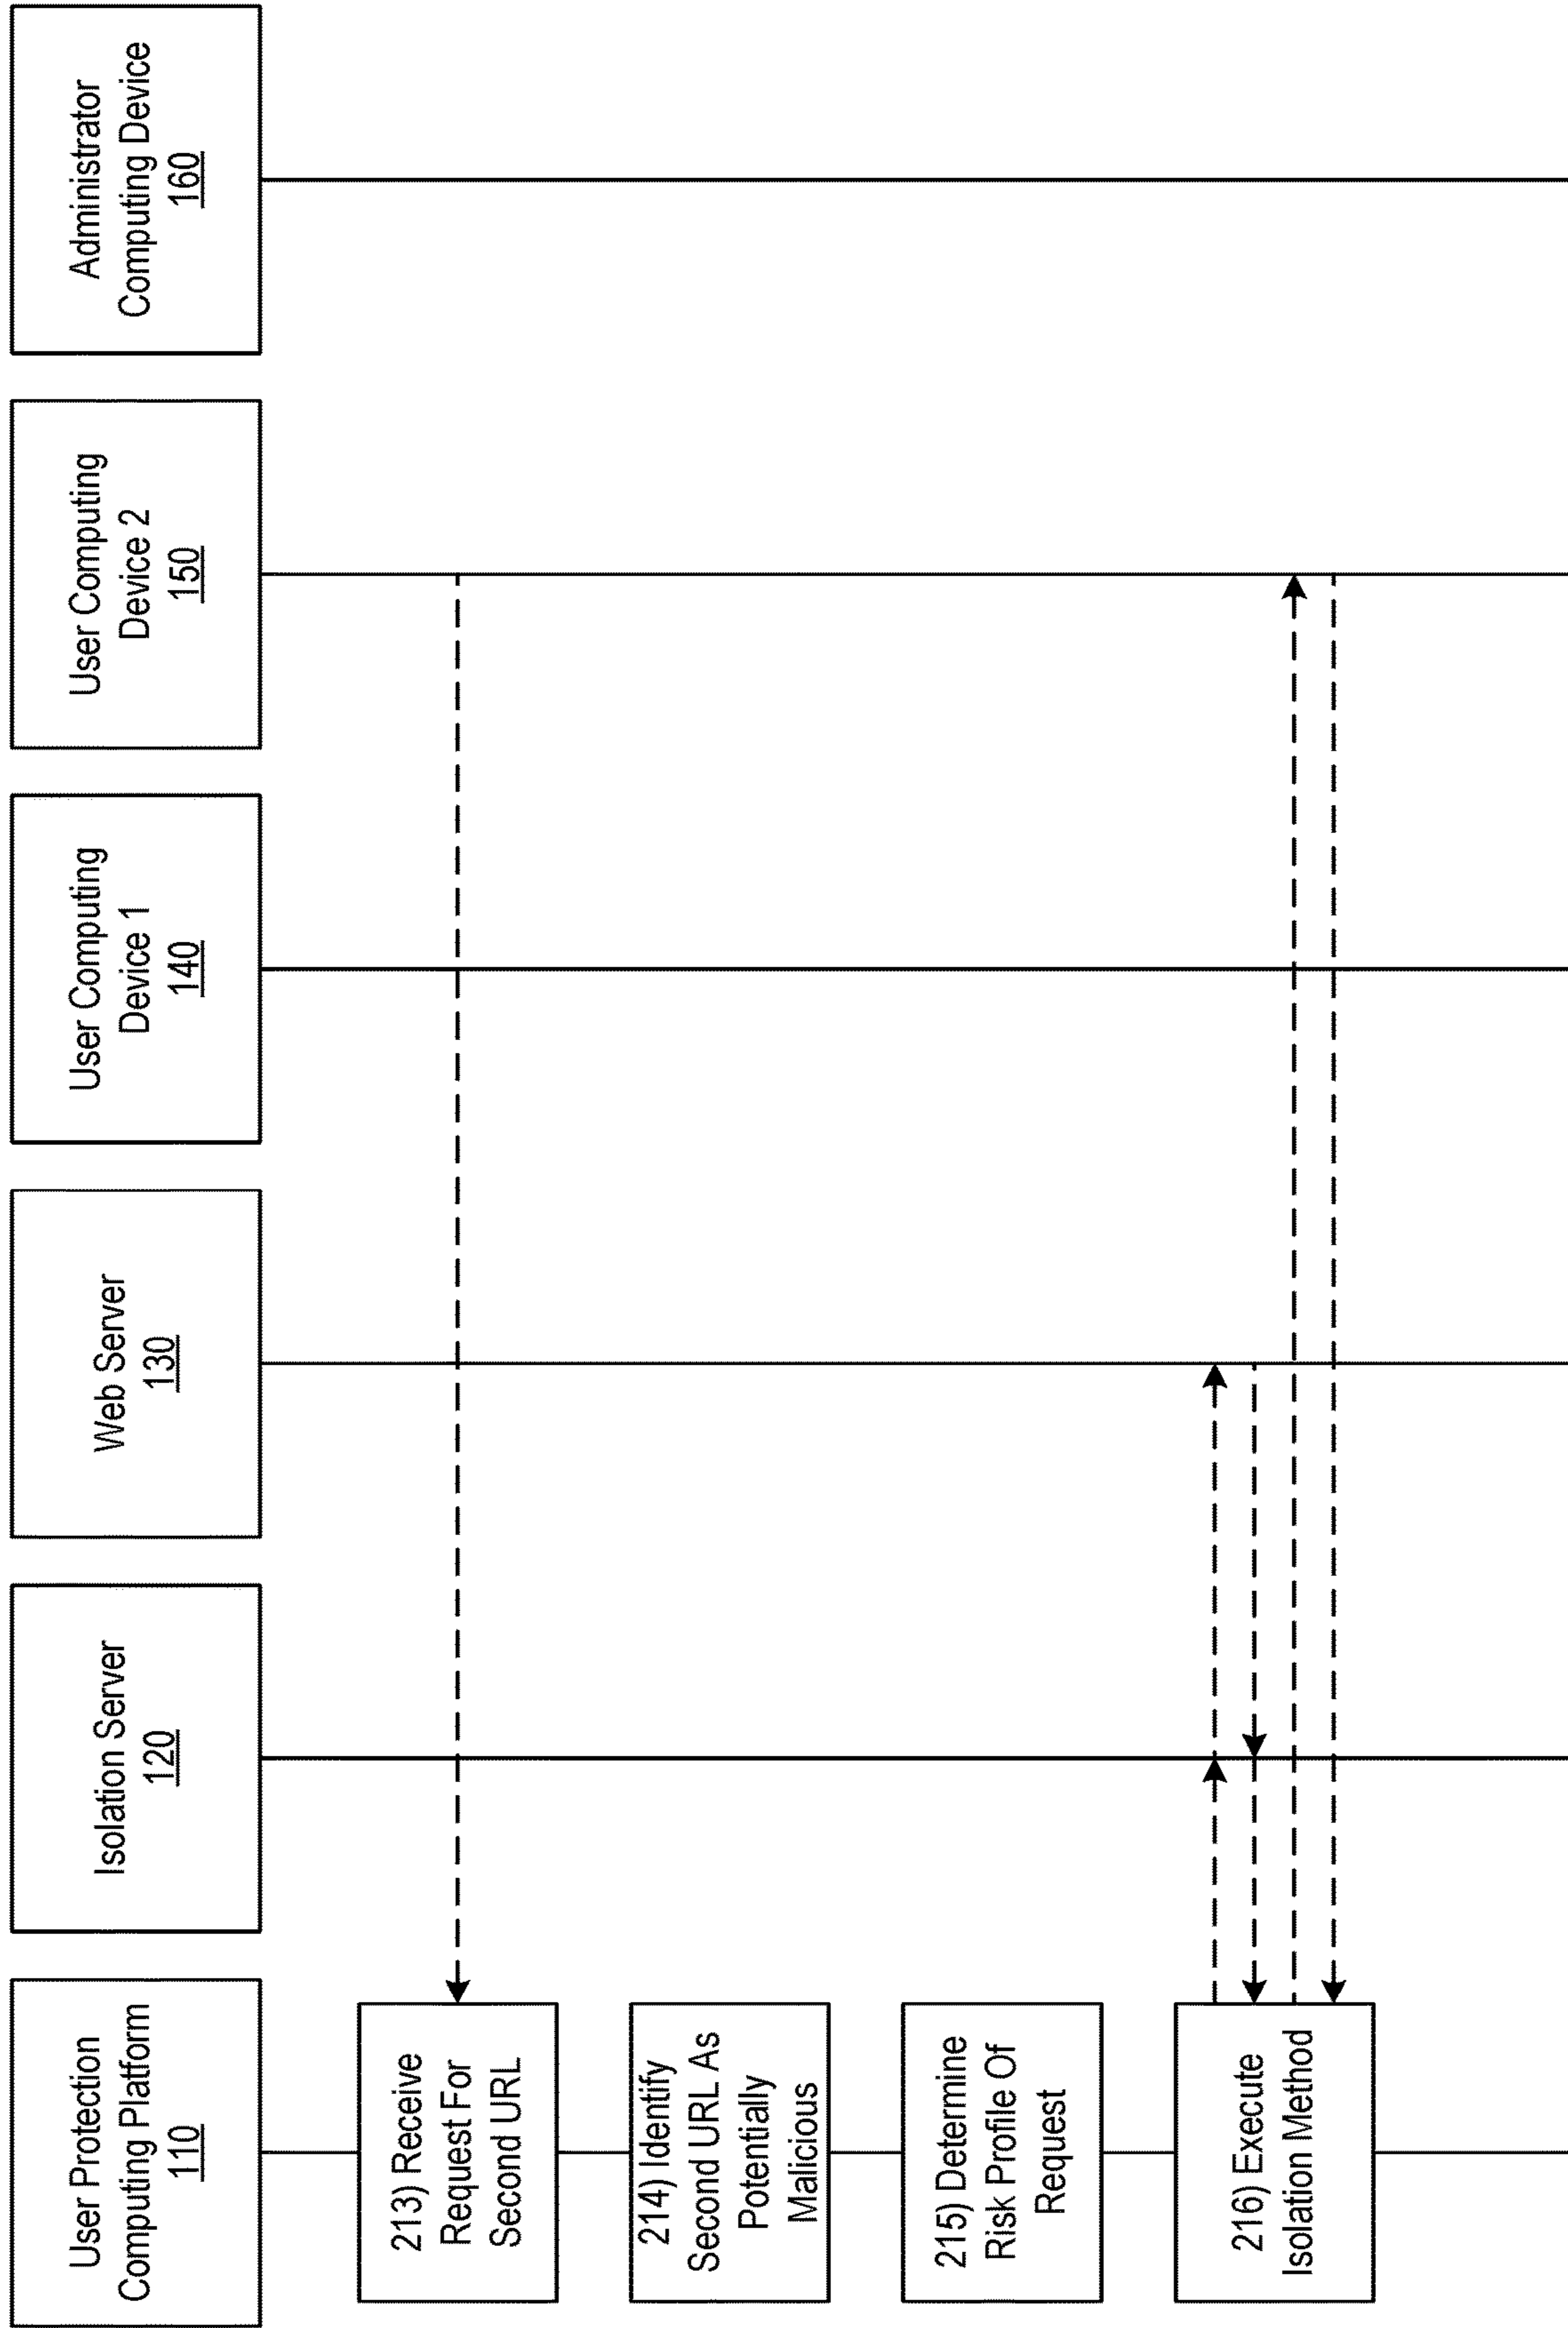 User Protection
Computing Platform
110
Isolation Server
120
Web Server
130
User Computing
Device 1
140
User Computing
Device 2
150
Administrator
Computing Device
160
213) Receive
Request For
Second URL
214) Identify
Second URL As
Potentially
Malicious
215) Determine
Risk Profile Of
Request
216) Execute
Isolation Method